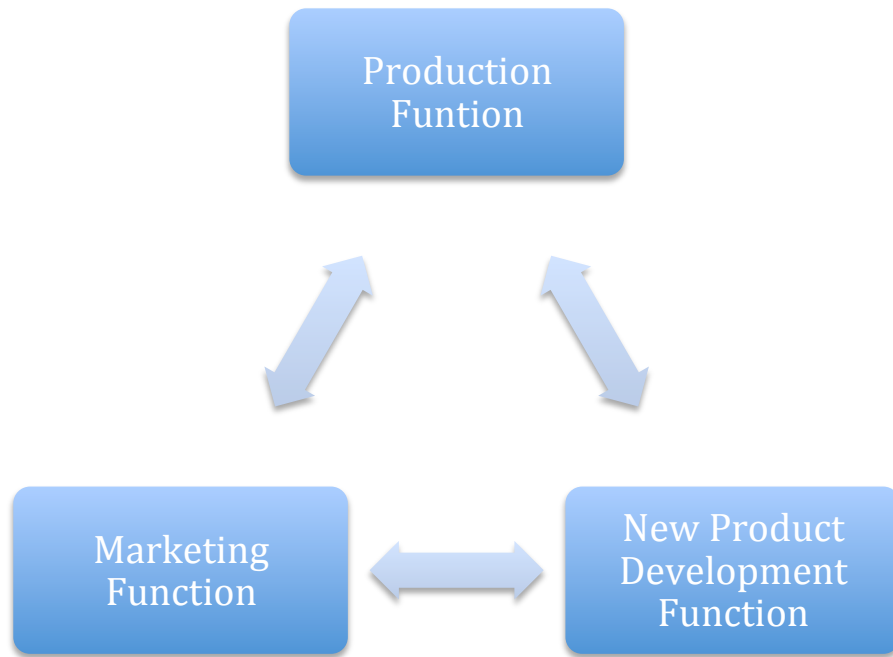 Production
Funtion
Marketing
Function
New Product
Development
Function